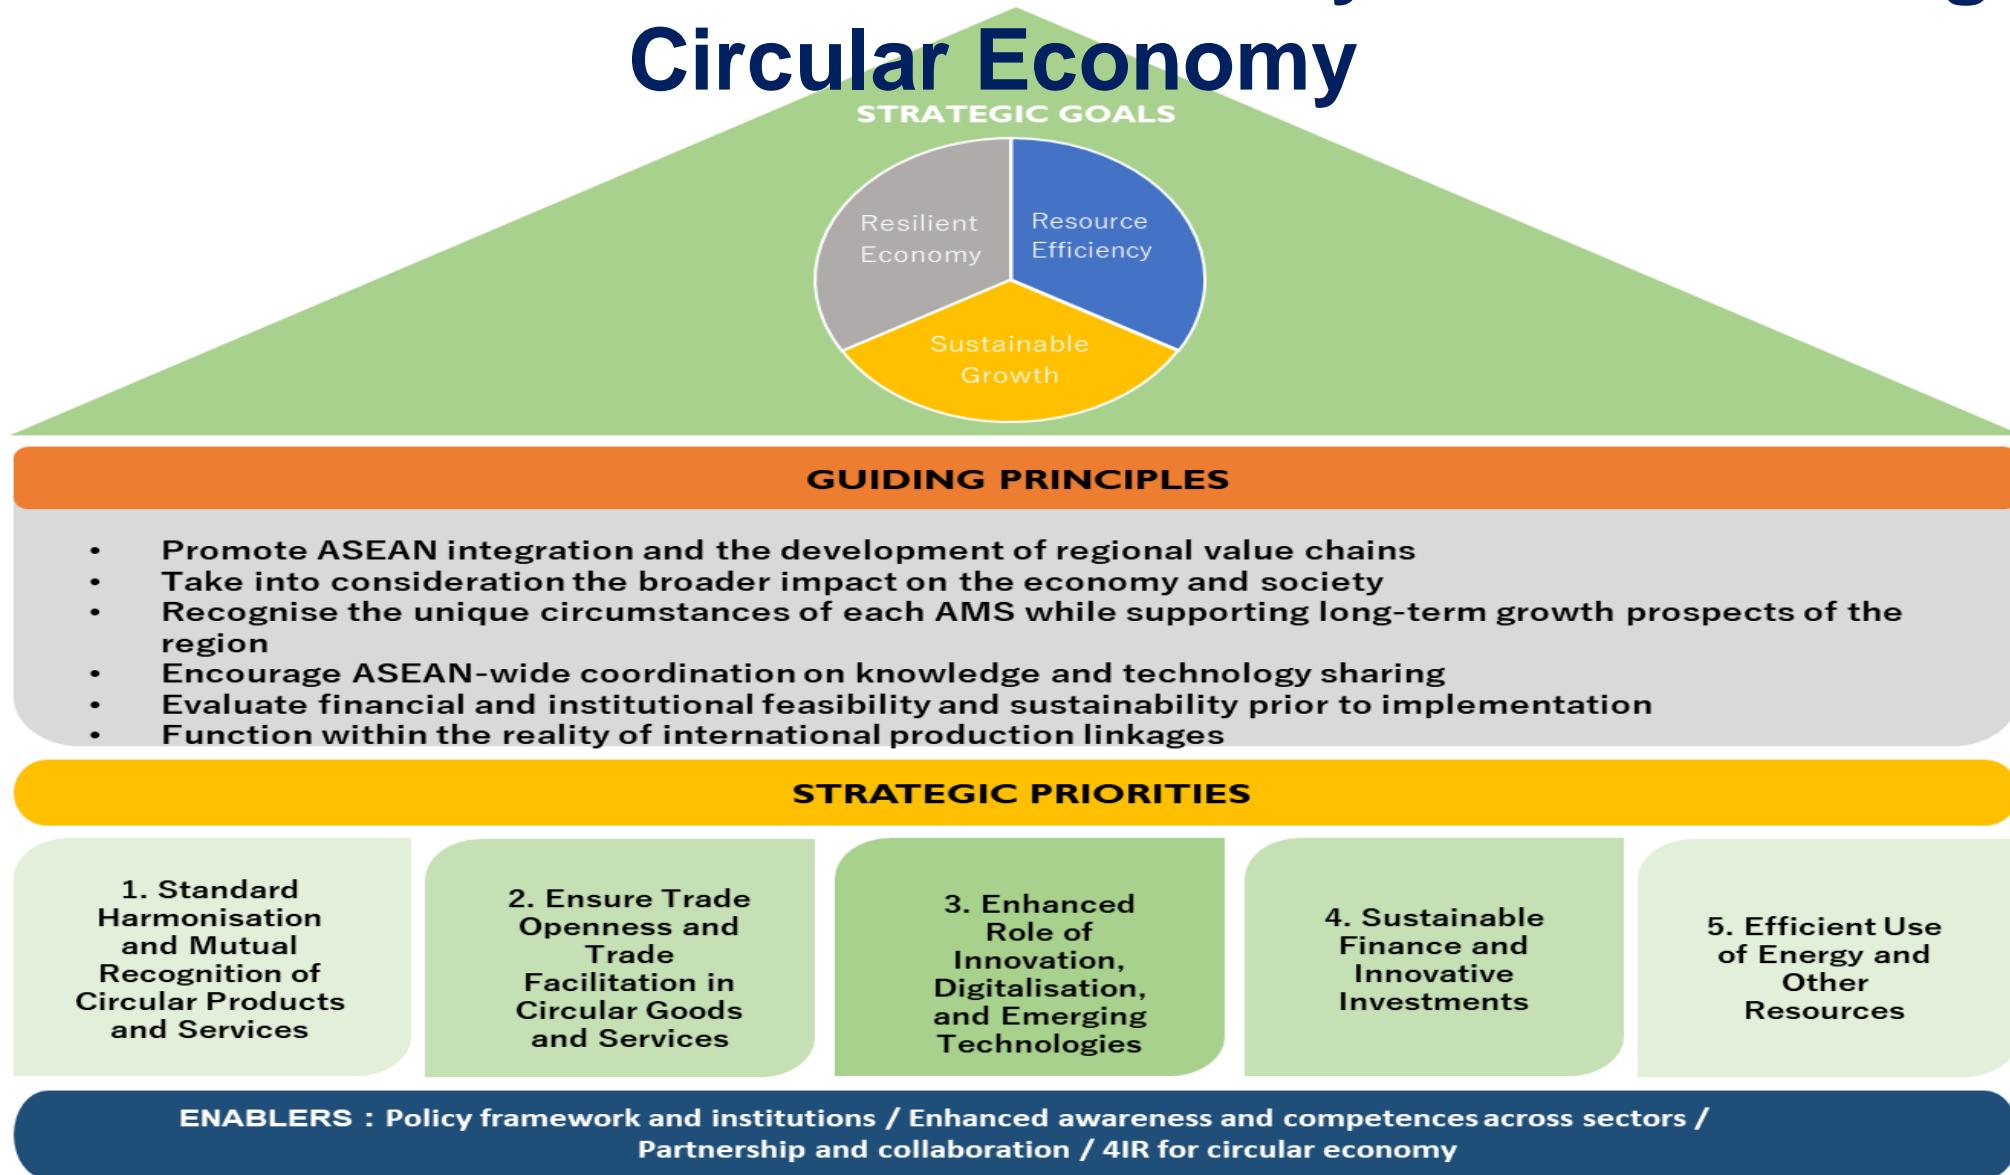 Circular Economy
STRATEGIC GOALS
Resilient
Economy
Resource
Efficiency
Sustainable
Growth
GUIDING PRINCIPLES
• Promote ASEAN integration and the development of regional value chains
• Take into consideration the broader impact on the economy and society
• Recognise the unique circumstances of each AMS while supporting long-term growth prospects of the
region
• Encourage ASEAN-wide coordination on knowledge and technology sharing
• Evaluate financial and institutional feasibility and sustainability prior to implementation
• Function within the reality of international production linkages
STRATEGIC PRIORITIES
1. Standard
Harmonisation
and Mutual
Recognition of
Circular Products
and Services
2. Ensure Trade
Openness and
Trade
Facilitation in
Circular Goods
and Services
3. Enhanced
Role of
Innovation,
Digitalisation,
and Emerging
Technologies
4. Sustainable
Finance and
Innovative
Investments
5. Efficient Use
of Energy and
Other
Resources
ENABLERS : Policy framework and institutions / Enhanced awareness and competences across sectors /
Partnership and collaboration / 4IR for circular economy